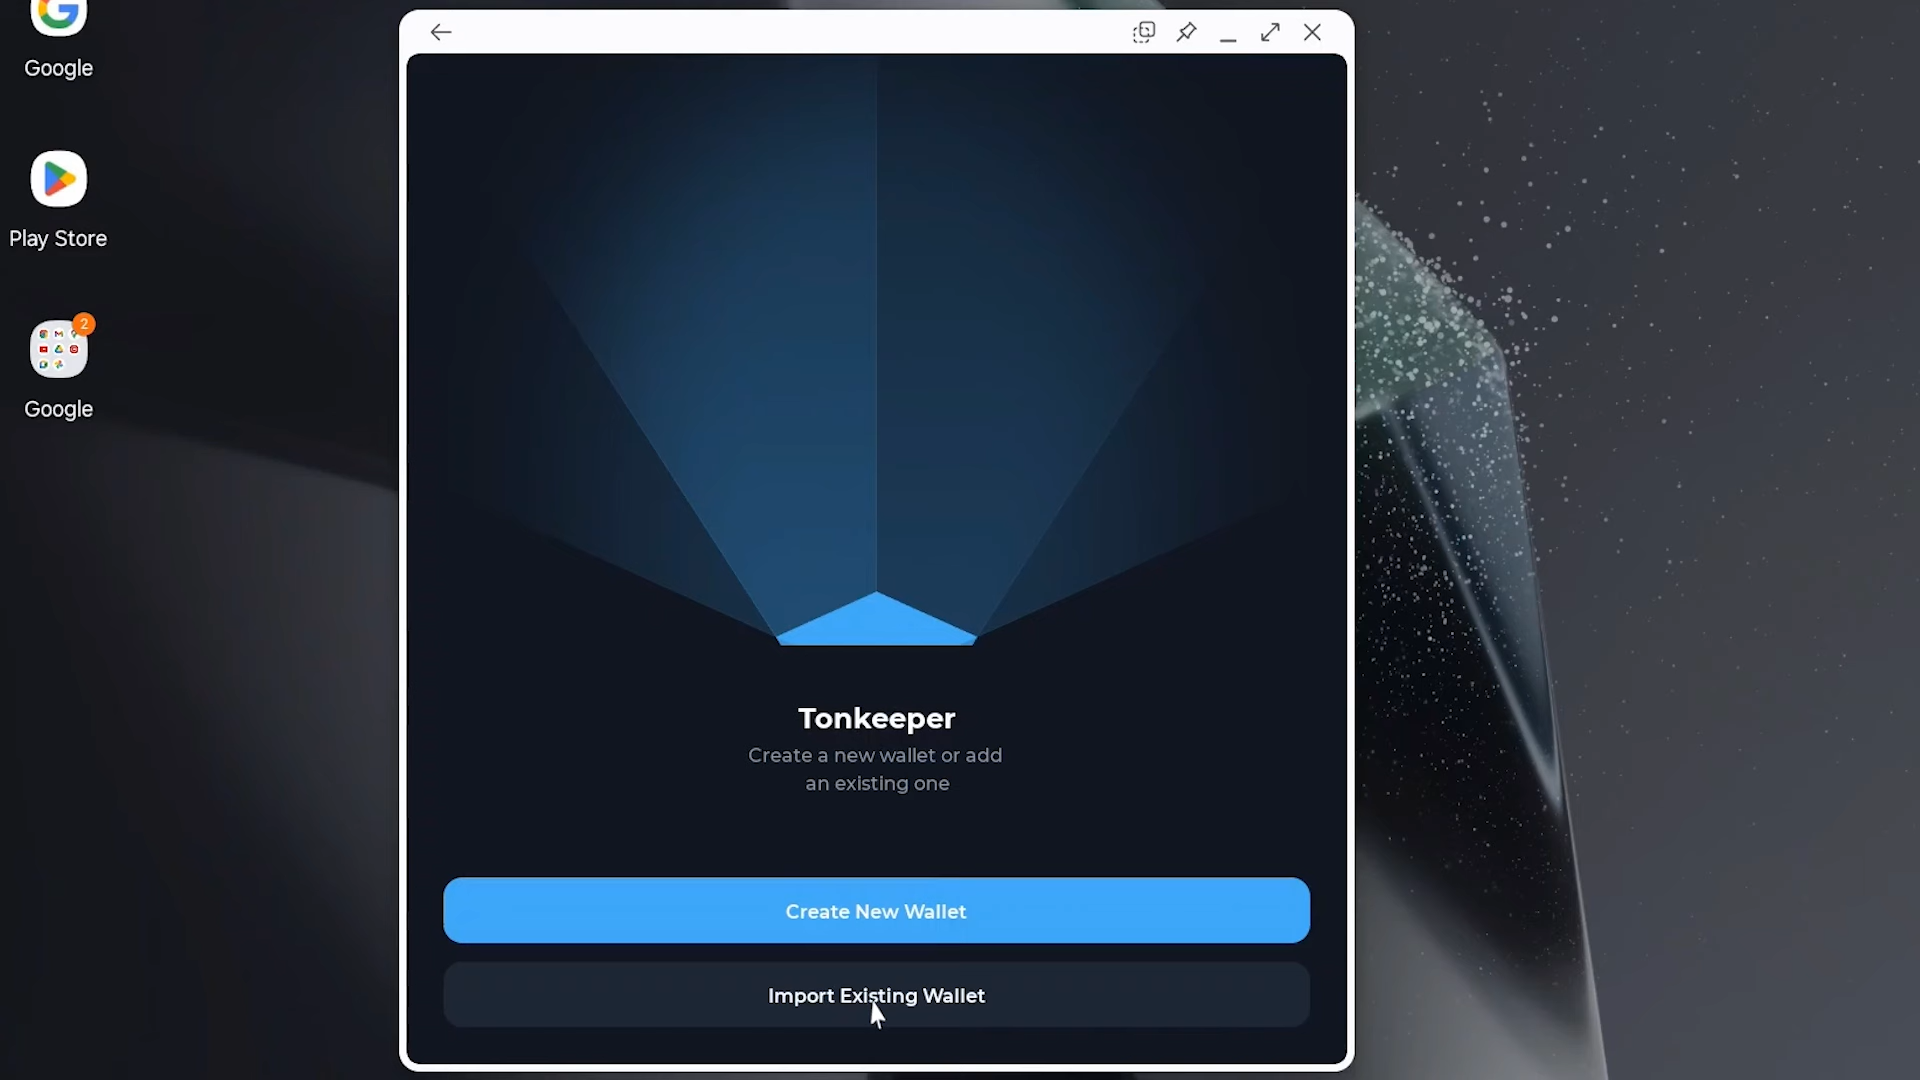 Google
Play Store
2
Google
Tonkeeper
Create a new wallet or add
an existing one
Create New Wallet
Import Existing Wallet